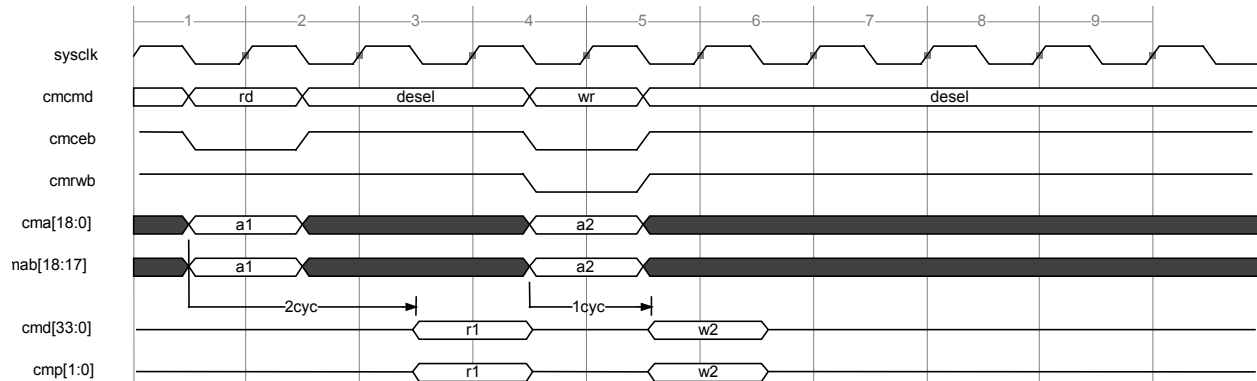 1 2 3 4 5 6 7 8 9
sysclk
cmcmd rd desel wr desel
cmceb
cmrwb
cma[18:0] a1 a2
mab[18:17] a1 a2
2cyc 1cyc
cmd[33:0] r1 w2
cmp[1:0] r1 w2